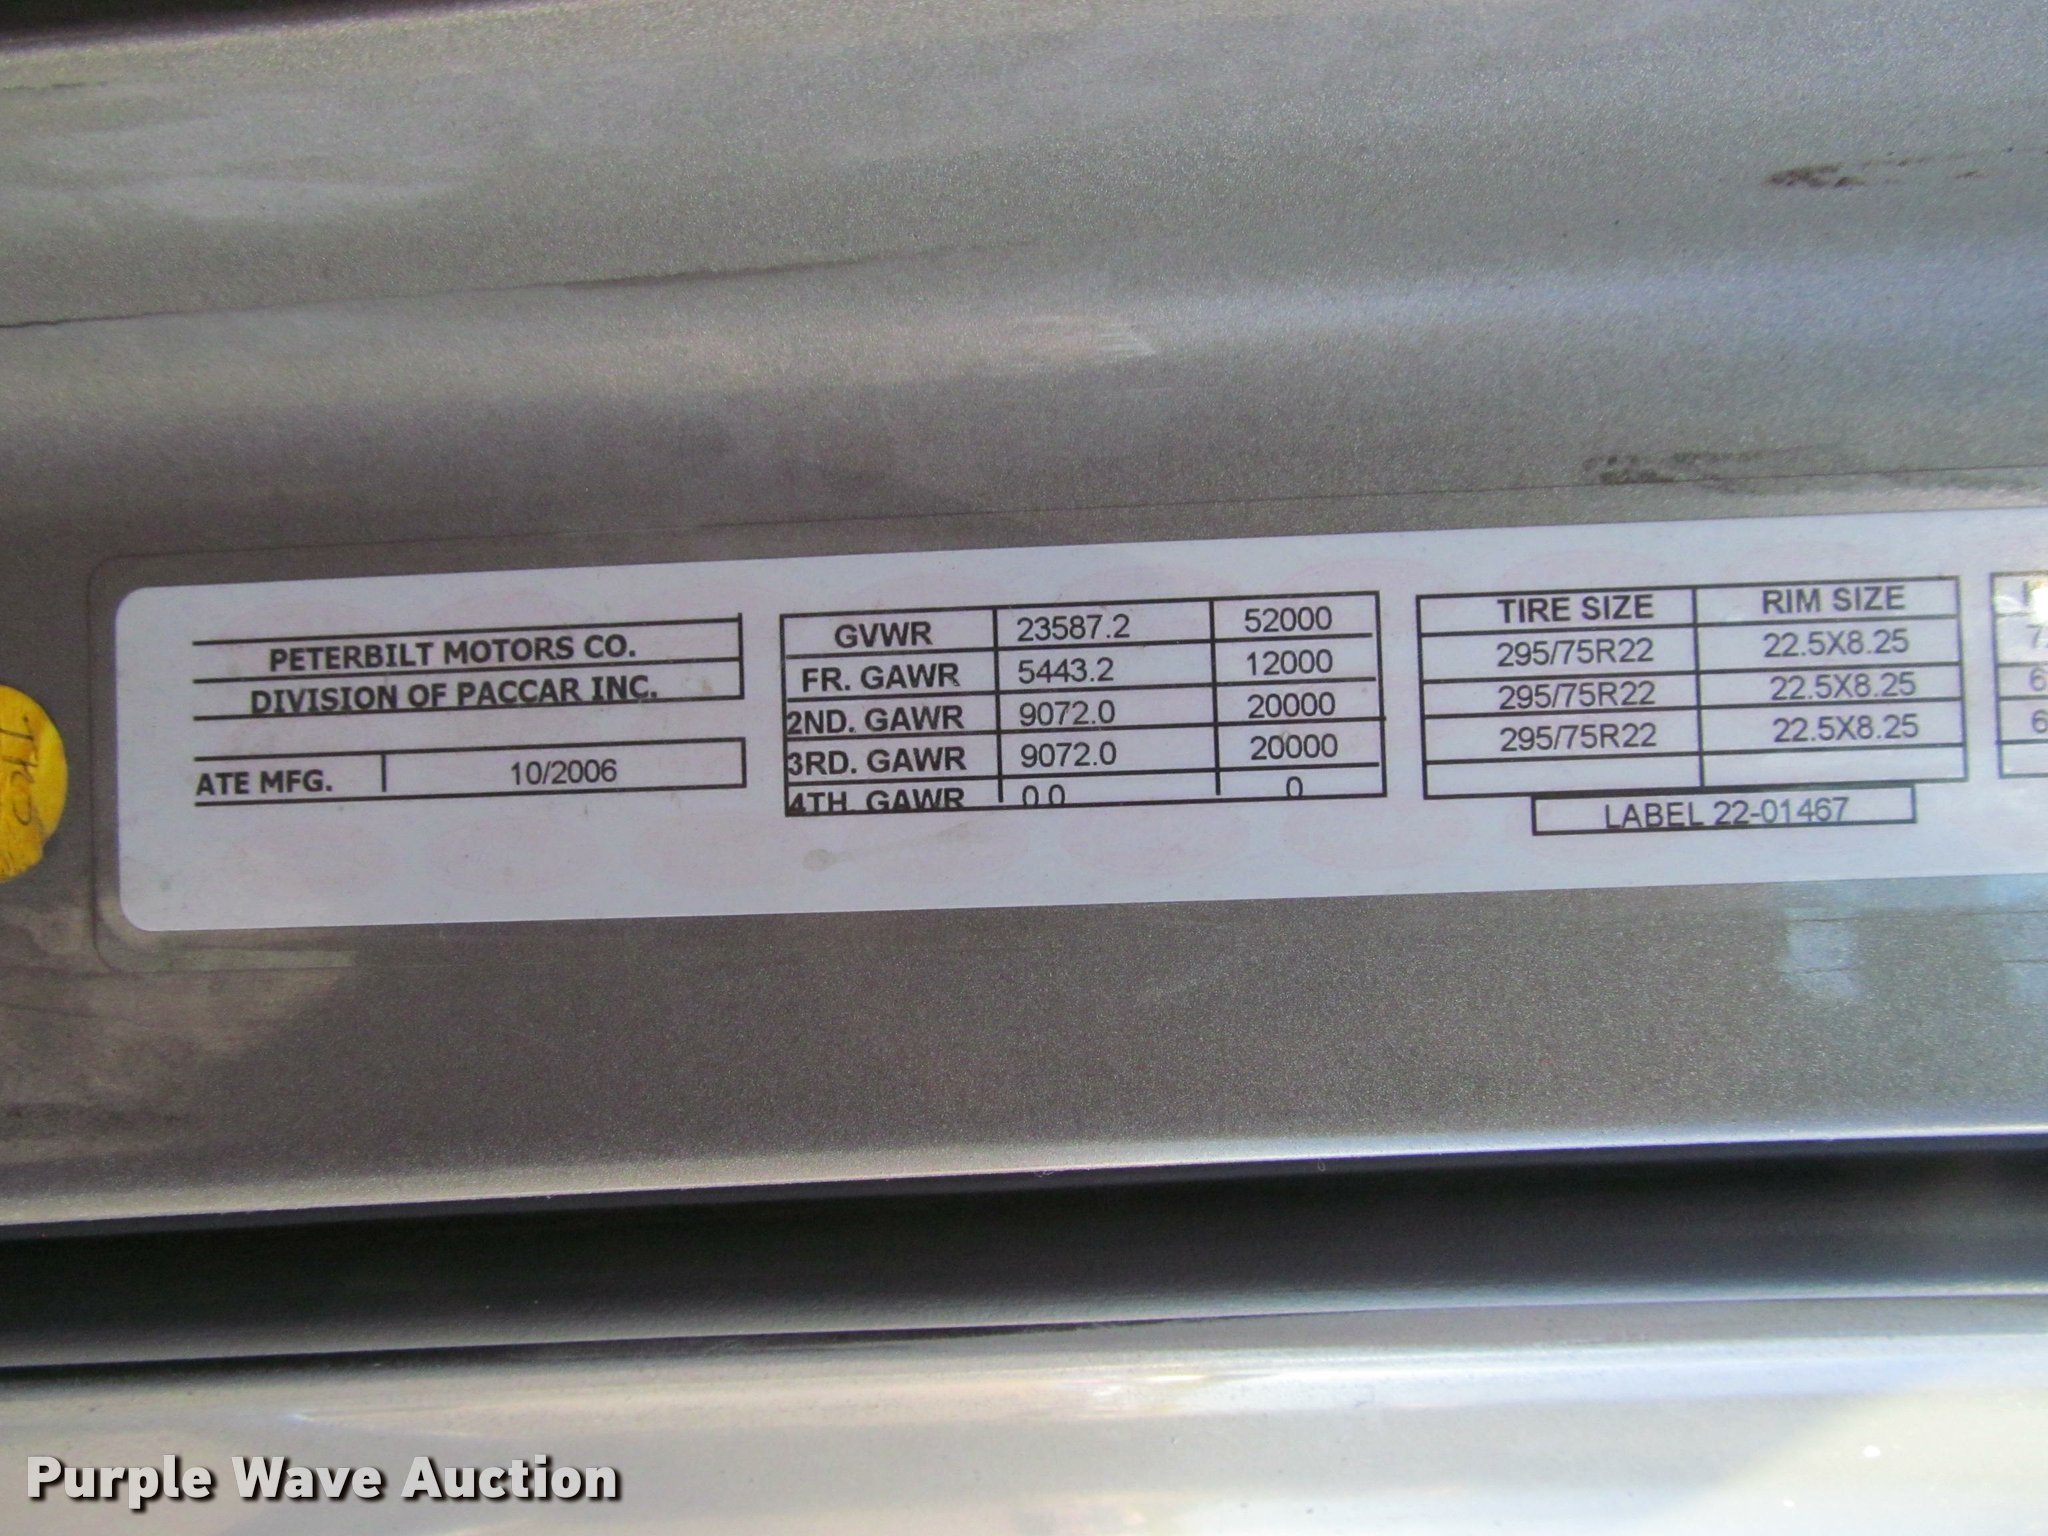 PETERBILT MOTORS CO.
DIVISION OF PACCAR INC.
ATE MFG. 10/2006
GVWR 23587.2 52000
FR. GAWR 5443.2 12000
2ND. GAWR 9072.0 20000
3RD. GAWR 9072.0 20000
4TH. GAWR 0.0 0
TIRE SIZE RIM SIZE
295/75R22 22.5X8.25
295/75R22 22.5X8.25
295/75R22 22.5X8.25
LABEL 22-01467
Purple Wave Auction